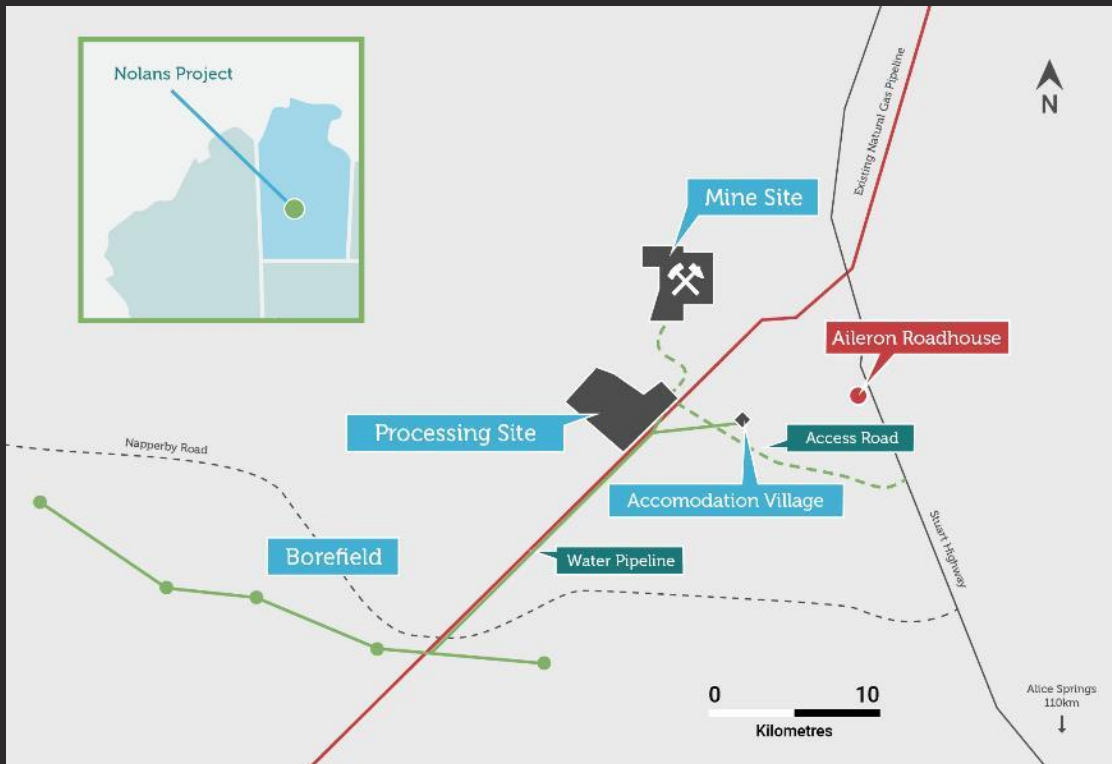 Nolans Project
Existing Natural Gas Pipeline
N
Mine Site
Aileron Roadhouse
Processing Site
Access Road
Napperby Road
Accomodation Village
Stuart Highway
Borefield
Water Pipeline
0 10
Kilometres
Alice Springs
110km